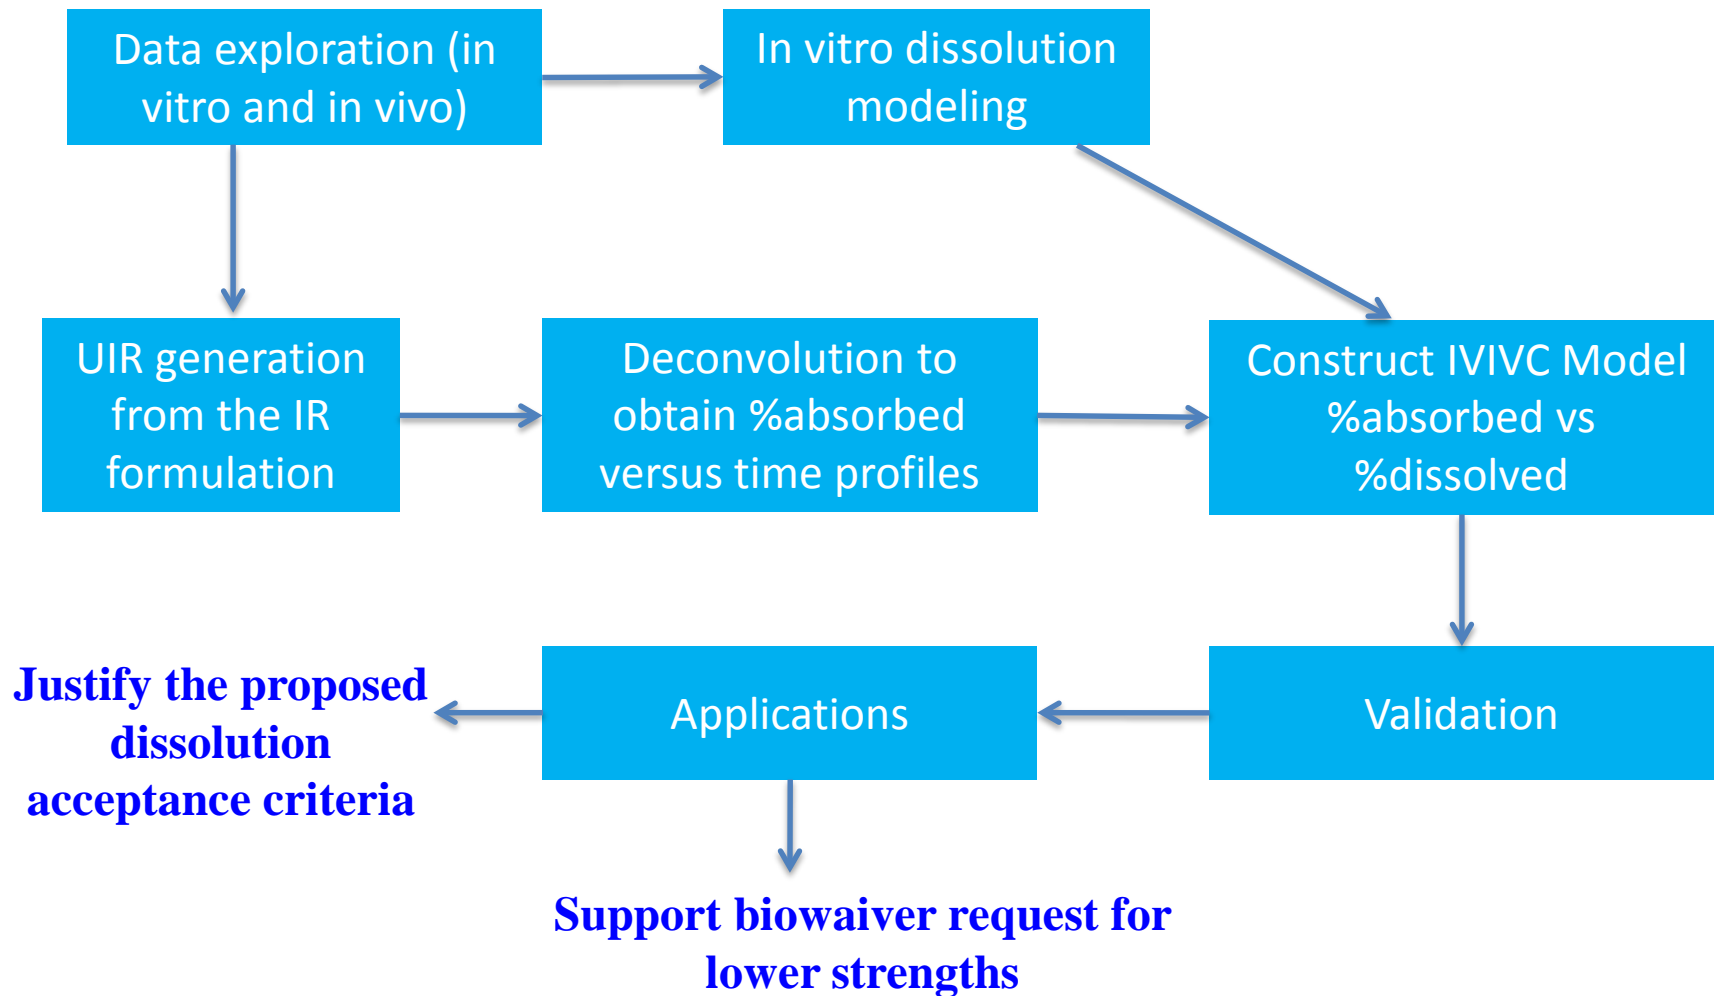 Data exploration (in
vitro and in vivo)
In vitro dissolution
modeling
UIR generation
from the IR
formulation
Deconvolution to
obtain %absorbed
versus time profiles
Construct IVIVC Model
%absorbed vs
%dissolved
Justify the proposed
dissolution
acceptance criteria
Applications
Validation
Support biowaiver request for
lower strengths